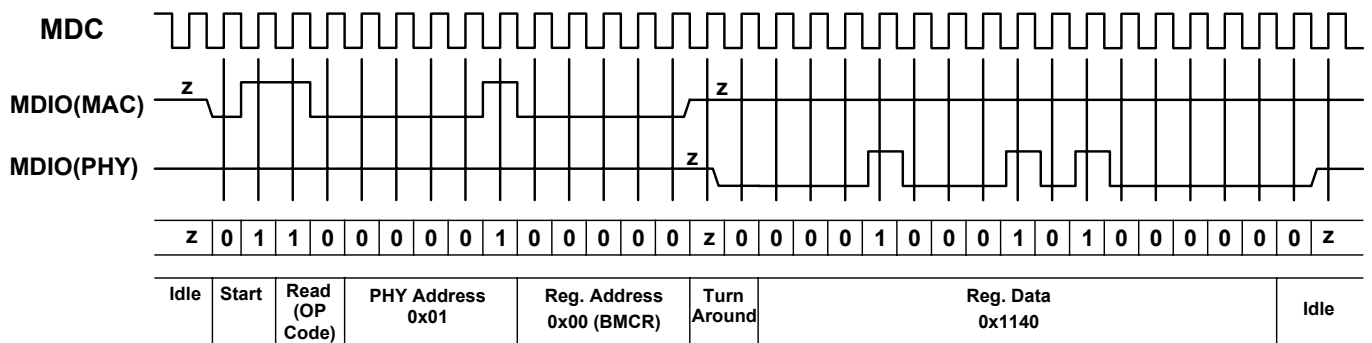 MDC
z z
MDIO(MAC)
z
MDIO(PHY)
z 0 1 1 0 0 0 0 0 1 0 0 0 0 0 z 0 0 0 0 1 0 0 0 1 0 1 0 0 0 0 0 0 z
Idle
Start
Read
(OP
Code)
PHY Address
0x01
Reg. Address
0x00 (BMCR)
Turn
Around
Reg. Data
0x1140
Idle